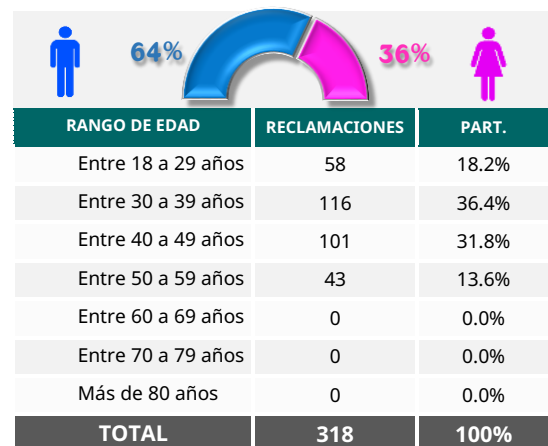 64% 36%
RANGO DE EDAD RECLAMACIONES PART.
Entre 18 a 29 años 58 18.2%
Entre 30 a 39 años 116 36.4%
Entre 40 a 49 años 101 31.8%
Entre 50 a 59 años 43 13.6%
Entre 60 a 69 años 0 0.0%
Entre 70 a 79 años 0 0.0%
Más de 80 años 0 0.0%
TOTAL 318 100%